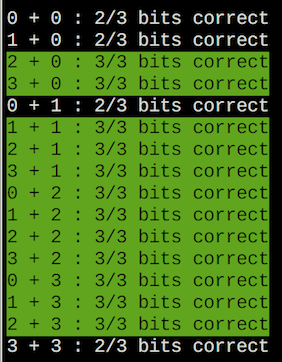 0 + 0 : 2/3 bits correct
1 + 0 : 2/3 bits correct
2 + 0 : 3/3 bits correct
3 + 0 : 3/3 bits correct
0 + 1 : 2/3 bits correct
1 + 1 : 3/3 bits correct
2 + 1 : 3/3 bits correct
3 + 1 : 3/3 bits correct
0 + 2 : 3/3 bits correct
1 + 2 : 3/3 bits correct
2 + 2 : 3/3 bits correct
3 + 2 : 3/3 bits correct
0 + 3 : 3/3 bits correct
1 + 3 : 3/3 bits correct
2 + 3 : 3/3 bits correct
3 + 3 : 2/3 bits correct